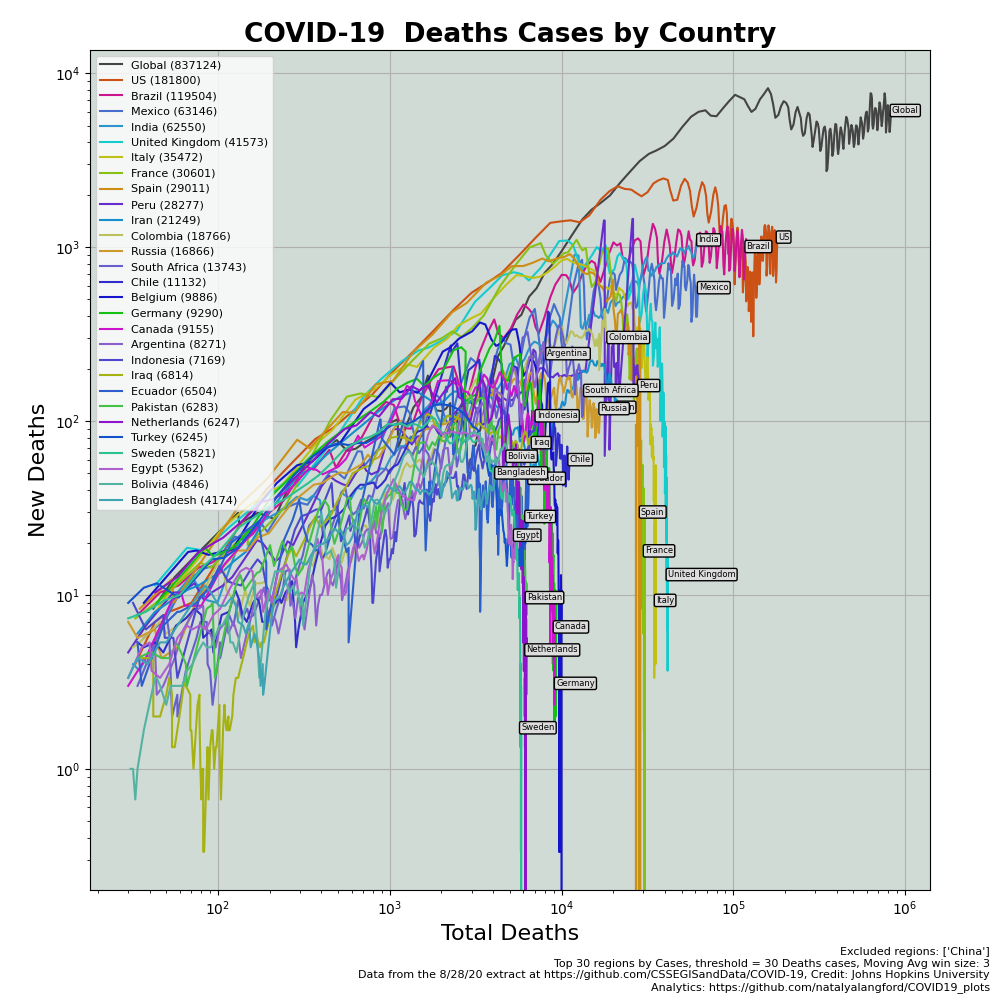 COVID-19  Deaths Cases by Country
New Deaths
10^4
10^3
10^2
10^1
10^0
Global (837124)
US (181800)
Brazil (119504)
Mexico (63146)
India (62550)
United Kingdom (41573)
Italy (35472)
France (30601)
Spain (29011)
Peru (28277)
Iran (21249)
Colombia (18766)
Russia (16866)
South Africa (13743)
Chile (11132)
Belgium (9886)
Germany (9290)
Canada (9155)
Argentina (8271)
Indonesia (7169)
Iraq (6814)
Ecuador (6504)
Pakistan (6283)
Netherlands (6247)
Turkey (6245)
Sweden (5821)
Egypt (5362)
Bolivia (4846)
Bangladesh (4174)
Global
US
India
Brazil
Mexico
Colombia
Argentina
Peru
South Africa
Russia
Indonesia
Iraq
Bolivia
Chile
Bangladesh
Turkey
Spain
Egypt
France
United Kingdom
Pakistan
Italy
Canada
Netherlands
Germany
Sweden
10^2
10^3
10^4
10^5
10^6
Total Deaths
Excluded regions: ['China']
Top 30 regions by Cases, threshold = 30 Deaths cases, Moving Avg win size: 3
Data from the 8/28/20 extract at https://github.com/CSSEGISandData/COVID-19, Credit: Johns Hopkins University
Analytics: https://github.com/natalyalangford/COVID19_plots